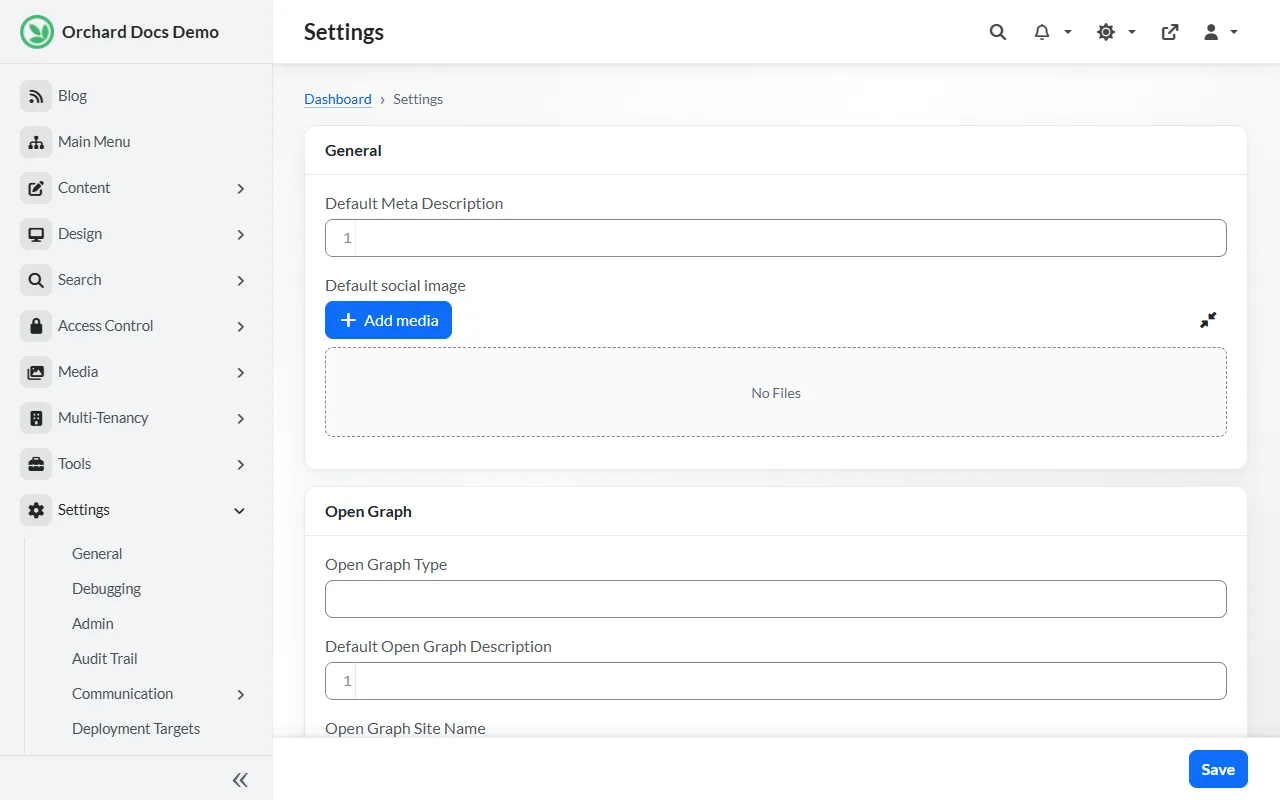 Orchard Docs Demo
Settings
Blog
Main Menu
Content
Design
Search
Access Control
Media
Multi-Tenancy
Tools
Settings
General
Debugging
Admin
Audit Trail
Communication
Deployment Targets
Dashboard › Settings
General
Default Meta Description
1
Default social image
Add media
No Files
Open Graph
Open Graph Type
Default Open Graph Description
1
Open Graph Site Name
Save